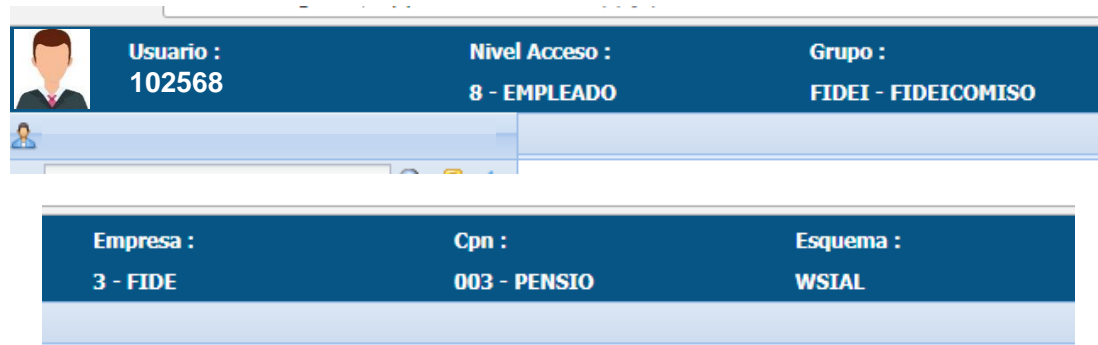 Usuario : Nivel Acceso : Grupo :
102568 8 - EMPLEADO FIDEI - FIDEICOMISO
Empresa : Cpn : Esquema :
3 - FIDE 003 - PENSIO WSIAL